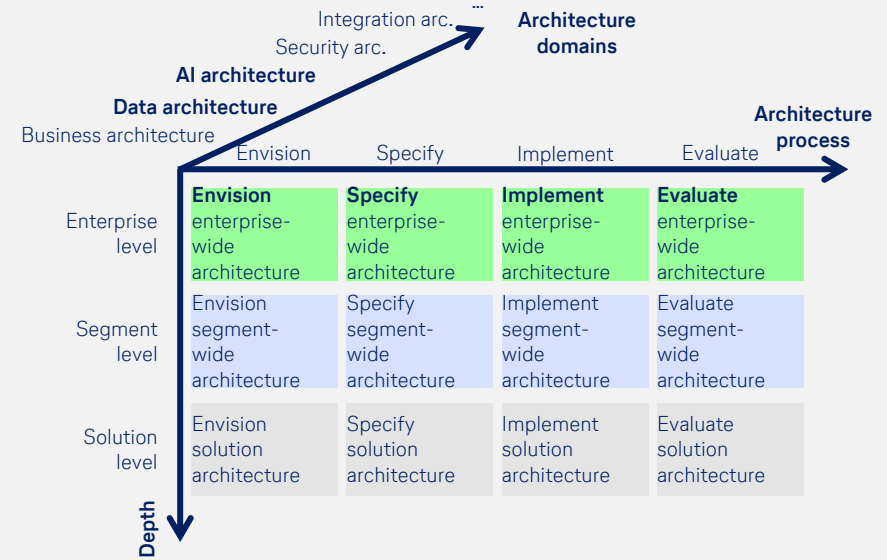 ...
Integration arc.
Architecture
domains
Security arc.
AI architecture
Data architecture
Business architecture
Architecture
process
Envision
Specify
Implement
Evaluate
Enterprise
level
Envision
enterprise-
wide
architecture
Specify
enterprise-
wide
architecture
Implement
enterprise-
wide
architecture
Evaluate
enterprise-
wide
architecture
Segment
level
Envision
segment-
wide
architecture
Specify
segment-
wide
architecture
Implement
segment-
wide
architecture
Evaluate
segment-
wide
architecture
Solution
level
Envision
solution
architecture
Specify
solution
architecture
Implement
solution
architecture
Evaluate
solution
architecture
Depth